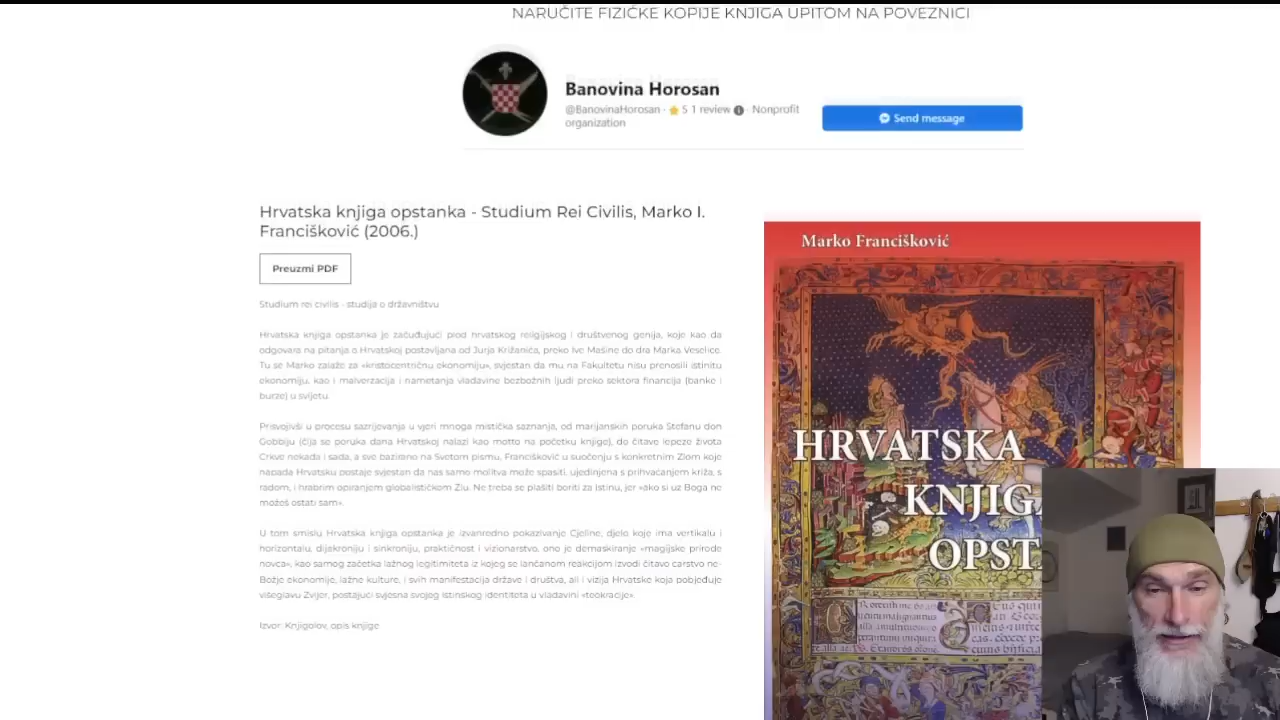 NARUČITE FIZIČKE KOPIJE KNJIGA UPITOM NA POVEZNICI
Banovina Horosan
@BanovinaHorosan · 5 1 review · Nonprofit
organization
Send message
Hrvatska knjiga opstanka - Studium Rei Civilis, Marko I.
Francišković (2006.)
Preuzmi PDF
Studium rei civilis - studija o državništvu
Hrvatska knjiga opstanka je začuđujući prod hrvatskog religijskog i društvenog genija, koje kao da
odgovara na pitanja o Hrvatskoj postavljana od Jurja Križanića, preko Ive Mašine do dra Marka Veselice.
Tu se Marko zalaže za «kristocentričnu ekonomiju», svjestan da mu na Fakultetu nisu prenosili istinitu
ekonomiju, kao i malverzacija i nametanja vladavine bezbožnih ljudi preko sektora financija (banke i
burze) u svijetu.
Prisvojivši u procesu sazrijevanja u vjeri mnoga mistička saznanja, od marijanskih poruka Stefanu don
Gobbiju (čija se poruka dana Hrvatskoj nalazi kao motto na početku knjige), do čitave lepeze života
Crkve nekada i sada, a sve bazirano na Svetom pismu, Francišković u suočenju s konkretnim Zlom koje
napada Hrvatsku postaje svjestan da nas samo molitva može spasiti, ujedinjena s prihvaćanjem križa, s
radom, i hrabrim opiranjem globalističkom Zlu. Ne treba se plašiti boriti za istinu, jer «ako si uz Boga ne
možeš ostati sam».
U tom smislu Hrvatska knjiga opstanka je izvanredno pokazivanje Cjeline, djelo koje ima vertikalu i
horizontalu, dijakroniju i sinkroniju, praktičnost i vizionarstvo, ono je demaskiranje «magijske prirode
novca», kao samog začetka lažnog legitimiteta iz kojeg se lančanom reakcijom izvodi čitavo carstvo ne-
Božje ekonomije, lažne kulture, i svih manifestacija države i društva, ali i vizija Hrvatske koja pobjeđuje
višeglavu Zvijer, postajući svjesna svojeg istinskog identiteta u vladavini «teokracije».
Izvor: Knjigolov, opis knjige
Marko Francišković
HRVATSKA
KNJIG
OPST